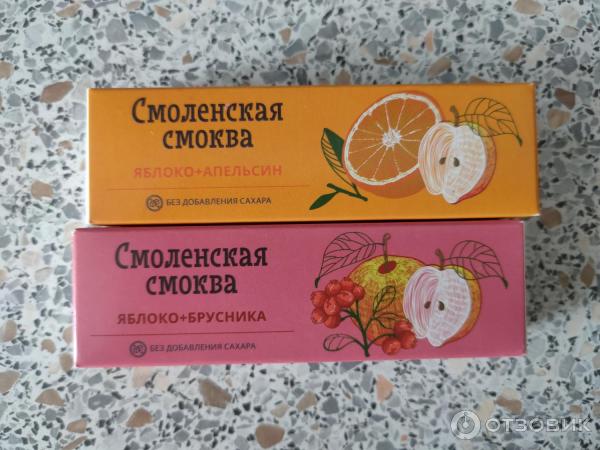 Смоленская
смоква
ЯБЛОКО+АПЕЛЬСИН
БЕЗ ДОБАВЛЕНИЯ САХАРА
Смоленская
смоква
ЯБЛОКО+БРУСНИКА
БЕЗ ДОБАВЛЕНИЯ САХАРА
ОТЗОВИК